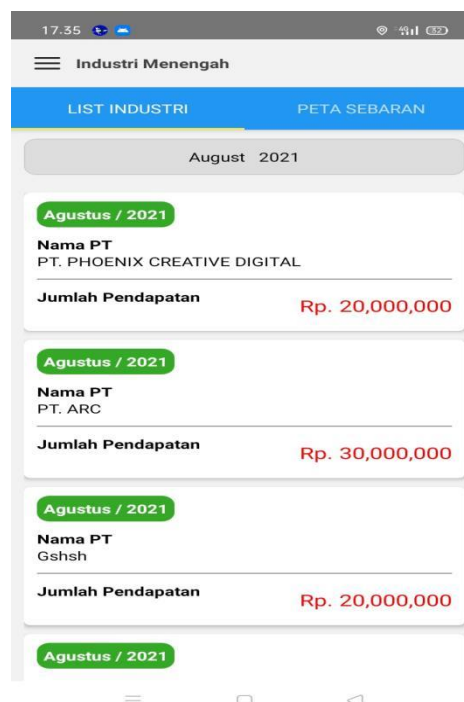 17.35
Industri Menengah
LIST INDUSTRI
PETA SEBARAN
August 2021
Agustus / 2021
Nama PT
PT. PHOENIX CREATIVE DIGITAL
Jumlah Pendapatan
Rp. 20,000,000
Agustus / 2021
Nama PT
PT. ARC
Jumlah Pendapatan
Rp. 30,000,000
Agustus / 2021
Nama PT
Gshsh
Jumlah Pendapatan
Rp. 20,000,000
Agustus / 2021